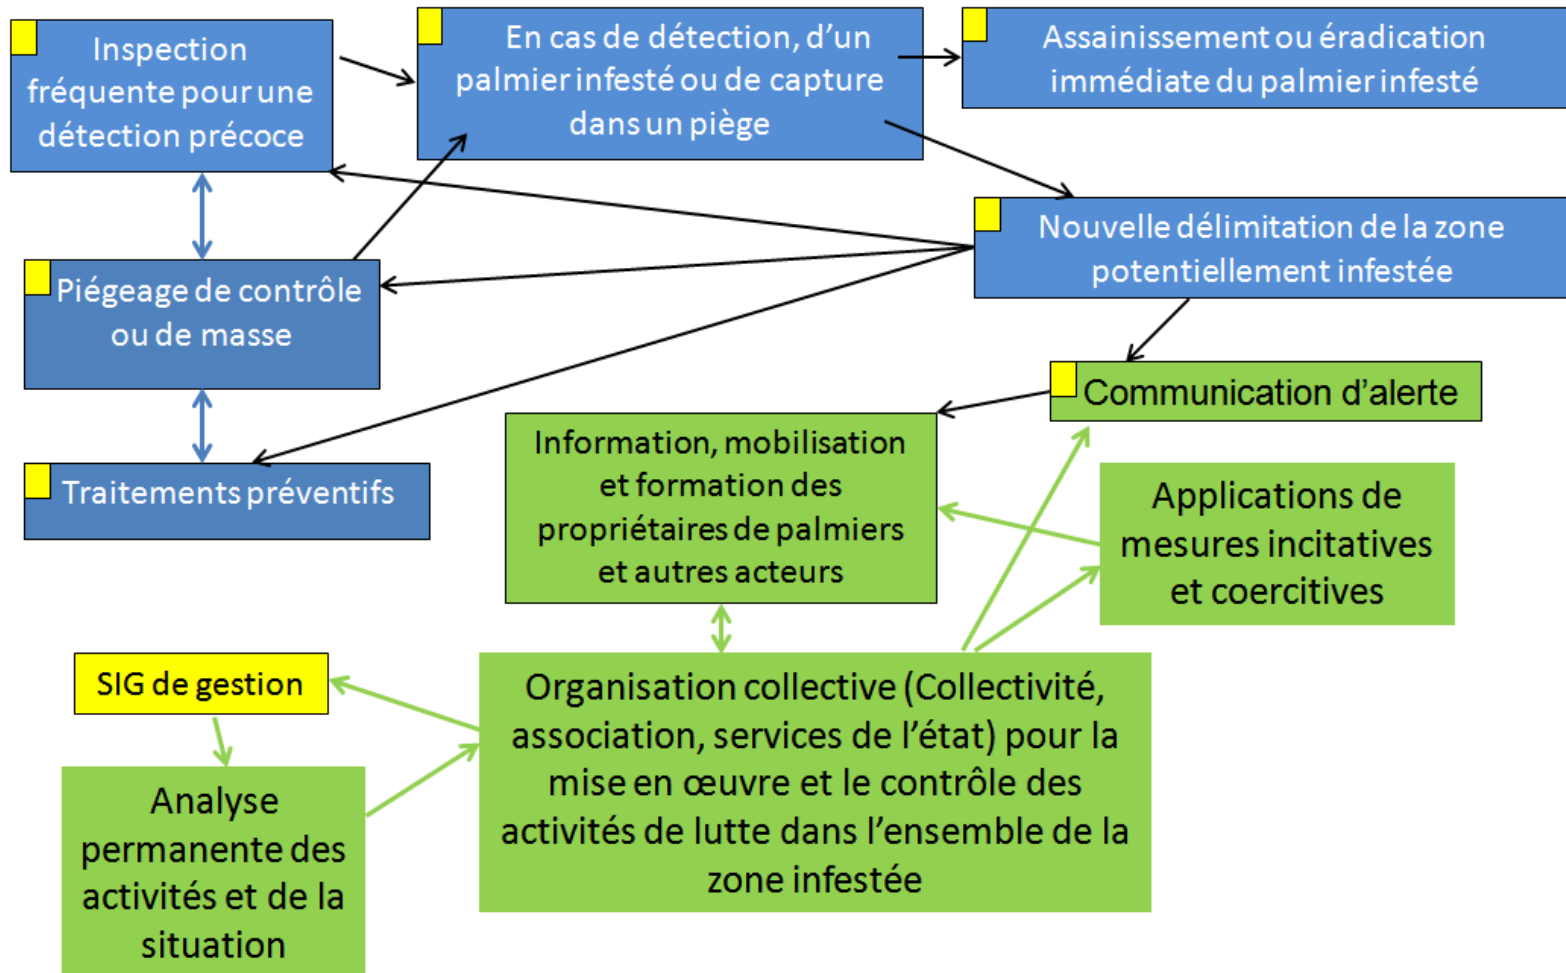 Inspection
fréquente pour une
détection précoce
En cas de détection, d’un
palmier infesté ou de capture
dans un piège
Assainissement ou éradication
immédiate du palmier infesté
Nouvelle délimitation de la zone
potentiellement infestée
Piégeage de contrôle
ou de masse
Communication d’alerte
Traitements préventifs
Information, mobilisation
et formation des
propriétaires de palmiers
et autres acteurs
Applications de
mesures incitatives
et coercitives
SIG de gestion
Organisation collective (Collectivité,
association, services de l’état) pour la
mise en œuvre et le contrôle des
activités de lutte dans l’ensemble de la
zone infestée
Analyse
permanente des
activités et de la
situation